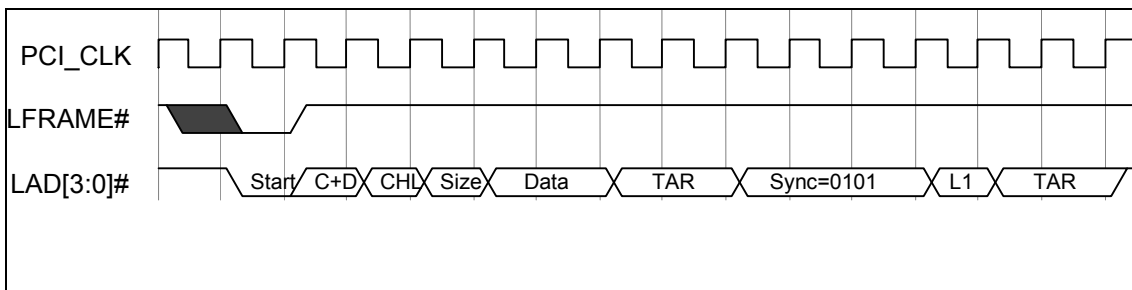 PCI_CLK
LFRAME#
LAD[3:0]# Start C+D CHL Size Data TAR Sync=0101 L1 TAR